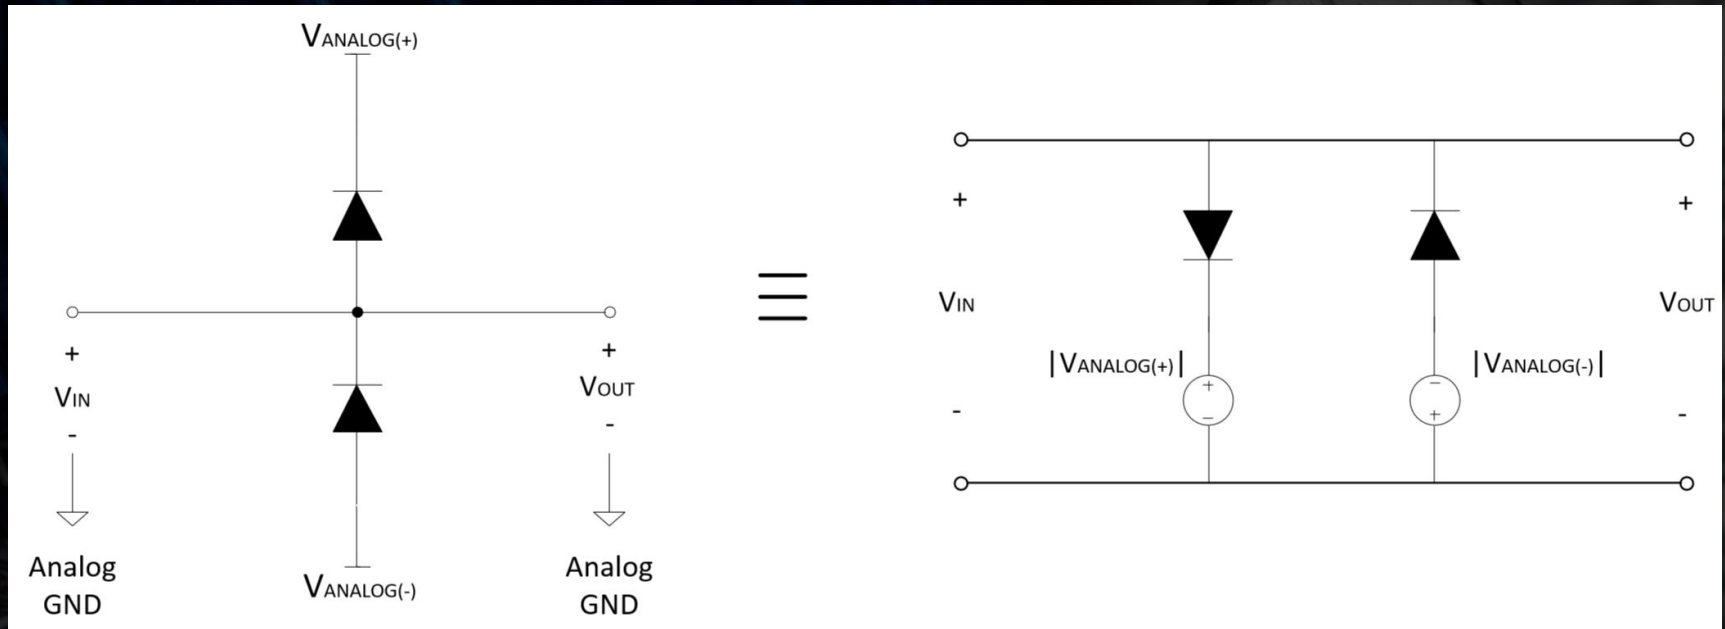 VANALOG(+)
+
VIN
-
Analog
GND
+
VOUT
-
Analog
GND
VANALOG(-)
≡
+
VIN
-
|VANALOG(+)|
+
-
|VANALOG(-)|
-
+
+
VOUT
-